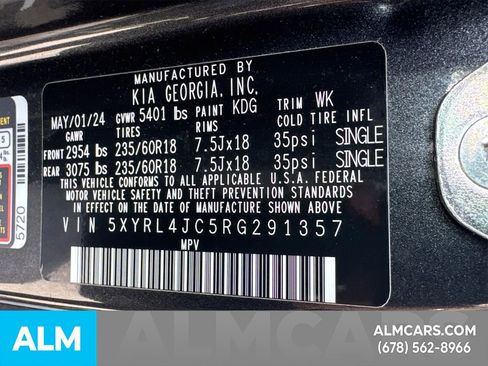 MANUFACTURED BY
KIA GEORGIA, INC.
MAY/01/24 GVWR 5401 lbs PAINT KDG TRIM WK
GAWR TIRES RIMS COLD TIRE INFL
FRONT 2954 lbs 235/60R18 7.5Jx18 35psi SINGLE
REAR 3075 lbs 235/60R18 7.5Jx18 35psi SINGLE
THIS VEHICLE CONFORMS TO ALL APPLICABLE U.S.A. FEDERAL
MOTOR VEHICLE SAFETY AND THEFT PREVENTION STANDARDS
IN EFFECT ON THE DATE OF MANUFACTURE SHOWN ABOVE.
VIN 5XYRL4JC5RG291357
MPV
5720
5
ALM
ALMCARS
ALMCARS.COM
(678) 562-8966